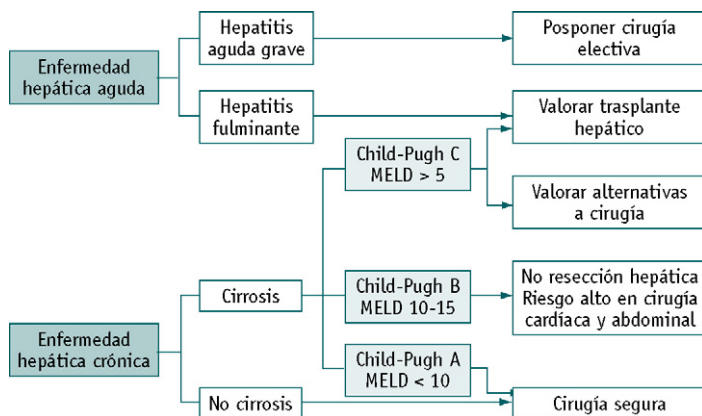 Enfermedad
hepática aguda
Hepatitis
aguda grave
Posponer cirugía
electiva
Hepatitis
fulminante
Valorar trasplante
hepático
Child-Pugh C
MELD > 5
Valorar alternativas
a cirugía
Enfermedad
hepática crónica
Cirrosis
Child-Pugh B
MELD 10-15
No resección hepática
Riesgo alto en cirugía
cardíaca y abdominal
Child-Pugh A
MELD < 10
No cirrosis
Cirugía segura